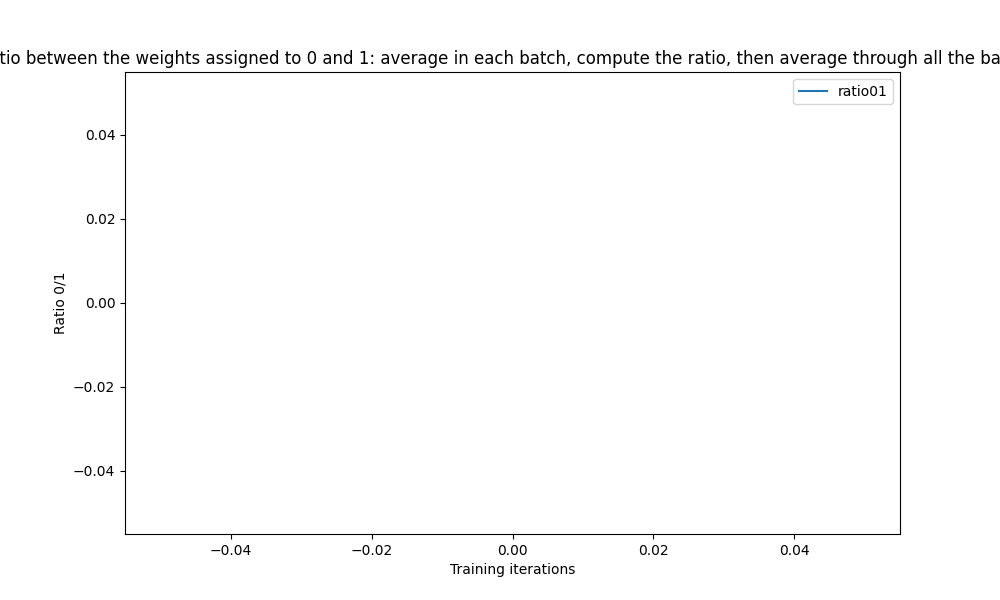 tio between the weights assigned to 0 and 1: average in each batch, compute the ratio, then average through all the ba
ratio01
0.04
0.02
0.00
−0.02
−0.04
Ratio 0/1
−0.04 −0.02 0.00 0.02 0.04
Training iterations